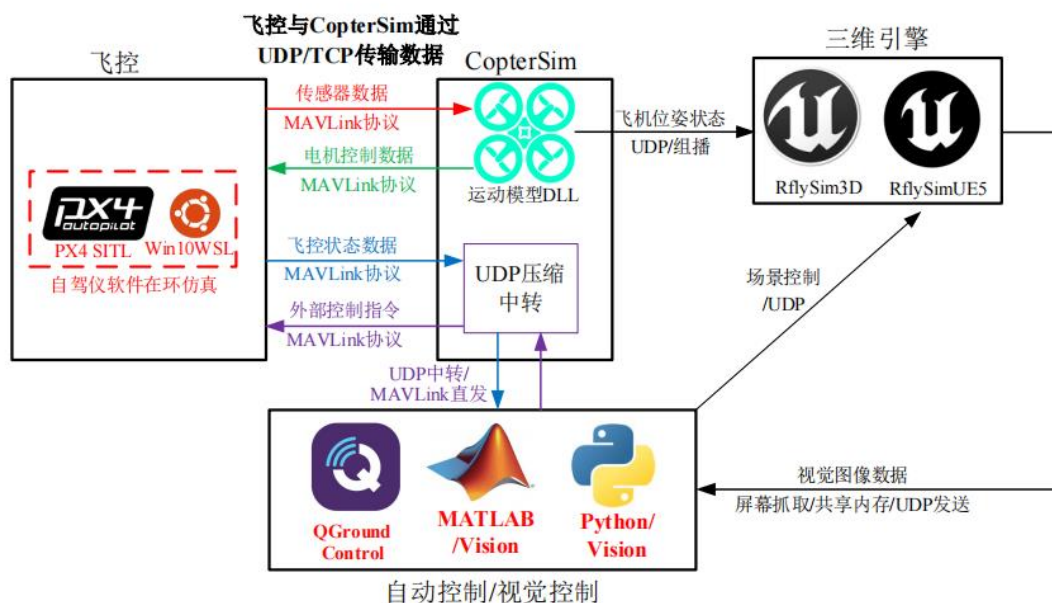 飞控与CopterSim通过
UDP/TCP传输数据
飞控
CopterSim
三维引擎
传感器数据
MAVLink协议
电机控制数据
MAVLink协议
运动模型DLL
飞机位姿状态
UDP/组播
RflySim3D
RflySimUE5
px4
autopilot
PX4 SITL
Win10WSL
自驾仪软件在环仿真
飞控状态数据
MAVLink协议
外部控制指令
MAVLink协议
UDP压缩
中转
场景控制
/UDP
UDP中转/
MAVLink直发
QGround
Control
MATLAB
/Vision
Python/
Vision
视觉图像数据
屏幕抓取/共享内存/UDP发送
自动控制/视觉控制